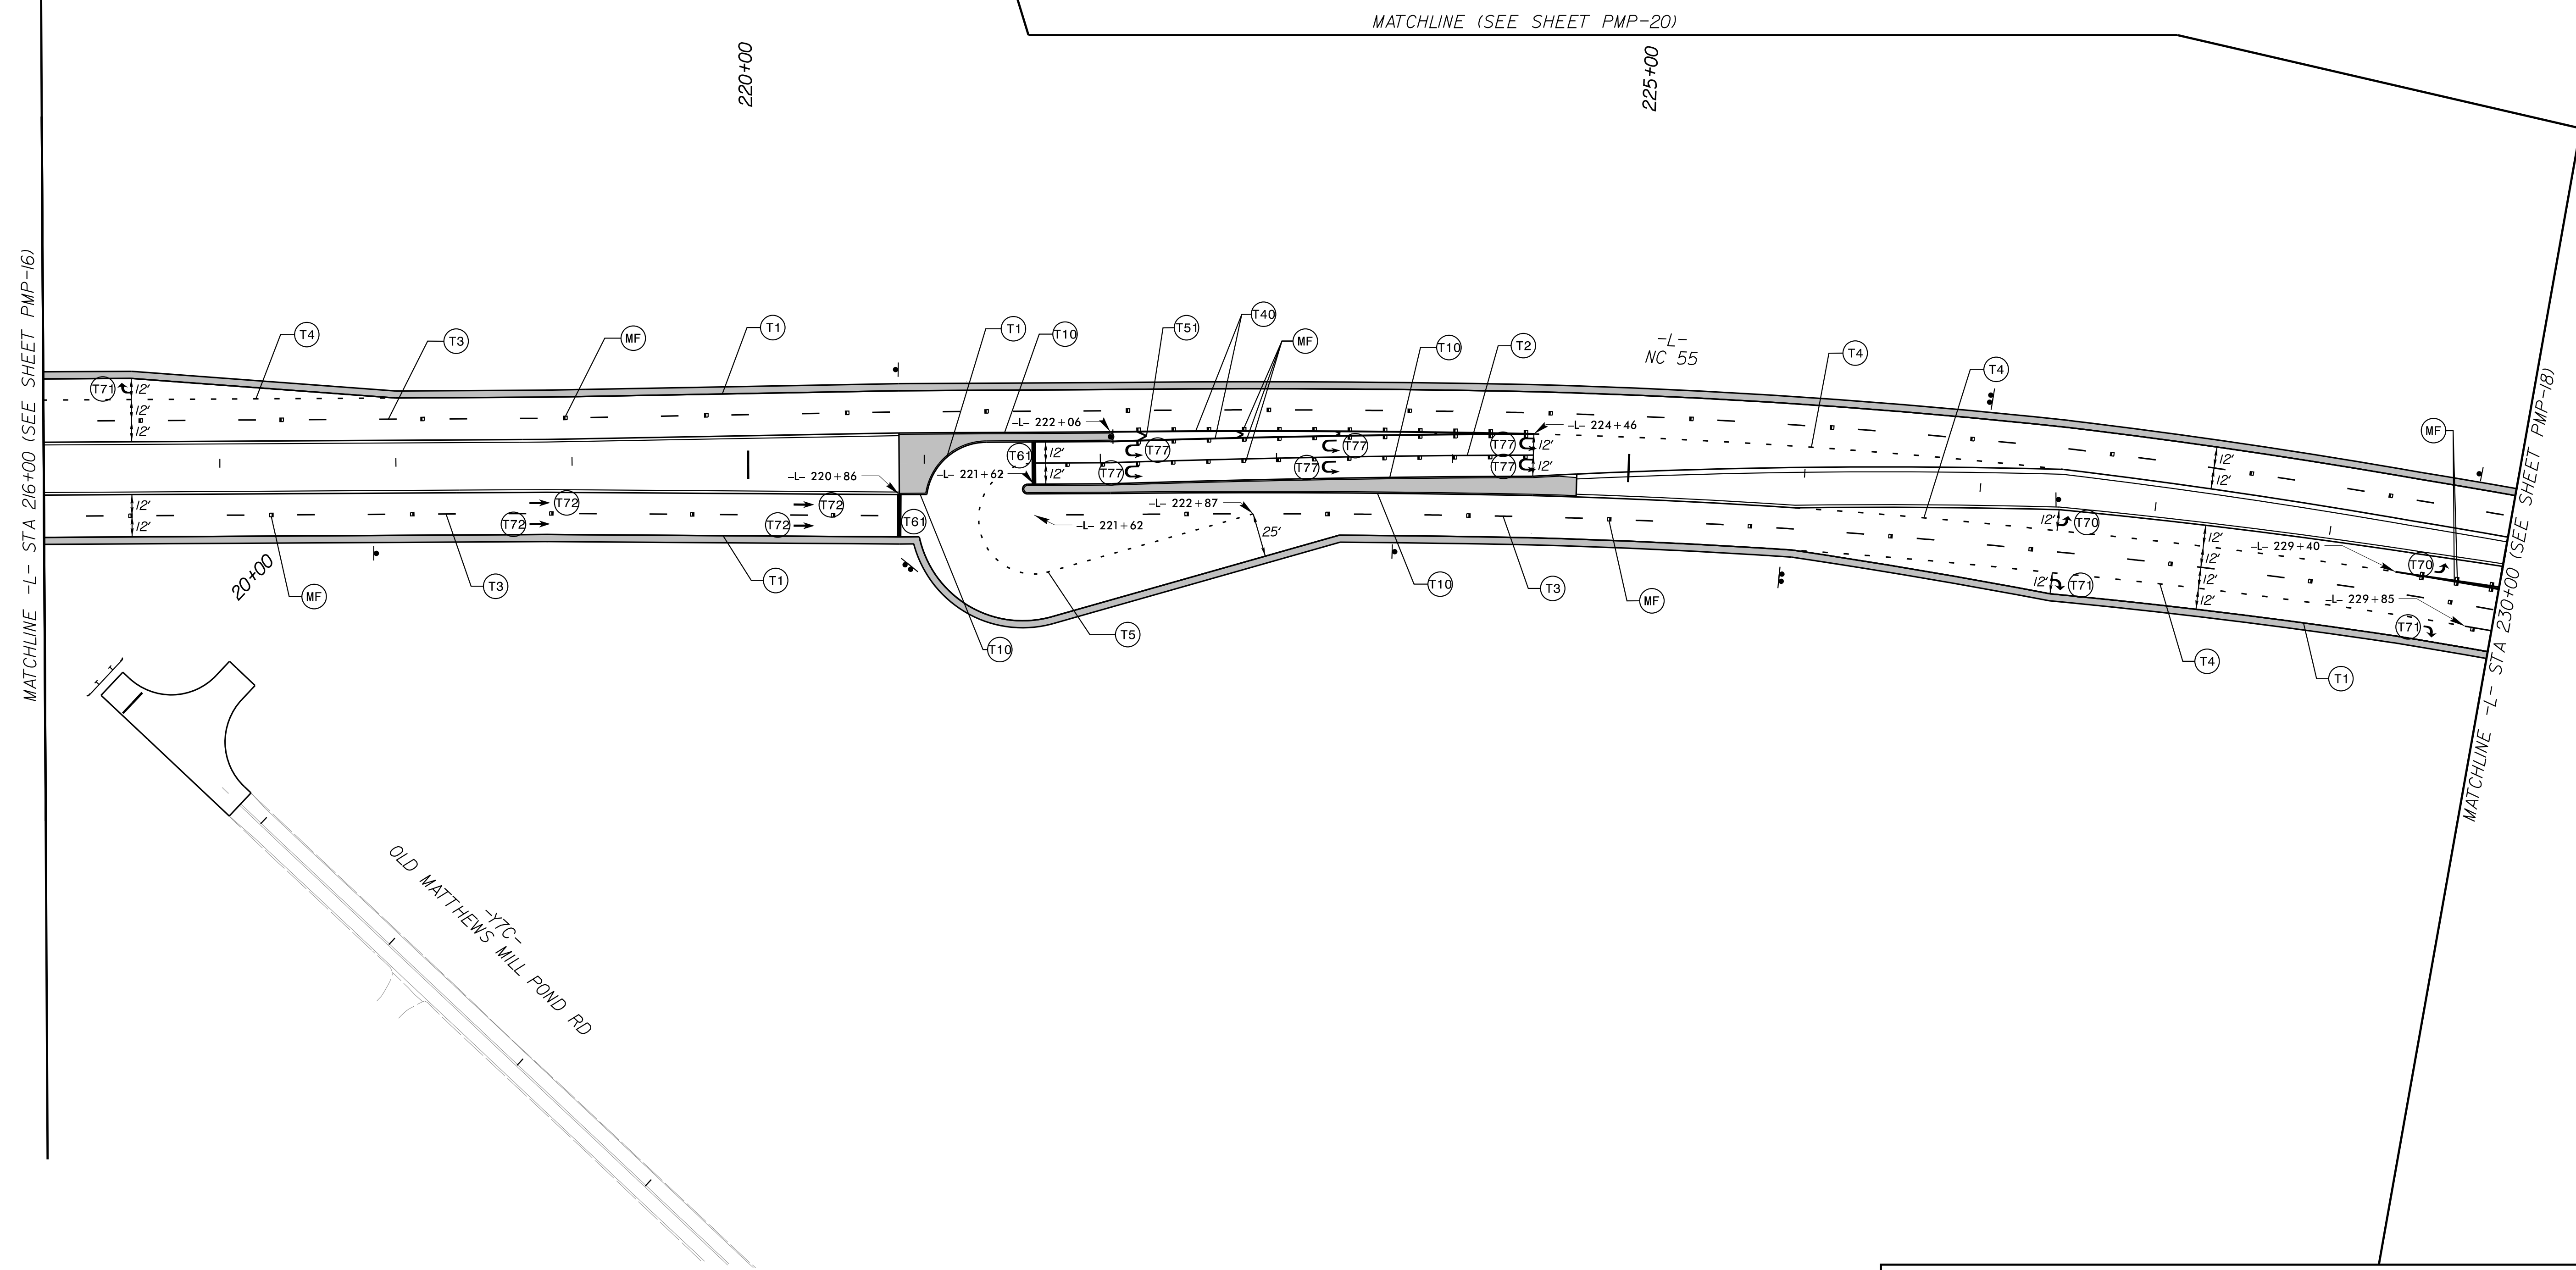 MATCHLINE (SEE SHEET PMP-20)
220+00
225+00
MATCHLINE -L- STA 216+00 (SEE SHEET PMP-16)
T4
T3
MF
T1
T1
T10
T51
T40
MF
T10
T2
-L-
NC 55
T4
T4
MF
T71
12'
12'
12'
-L- 222+06
-L- 224+46
T61
12'
12'
T77
T77
T77
T77
T77
T77
12'
12'
-L- 220+86
-L- 221+62
-L- 222+87
-L- 221+62
25'
12'
12'
T72
T72
T72
T72
T61
12'
12'
12'
T70
12'
12'
12'
12'
12'
T71
-L- 229+40
T70
-L- 229+85
T71
20+00
MF
T3
T1
T10
T5
T10
T3
MF
T4
T1
MATCHLINE -L- STA 230+00 (SEE SHEET PMP-18)
-Y7C-
OLD MATTHEWS MILL POND RD